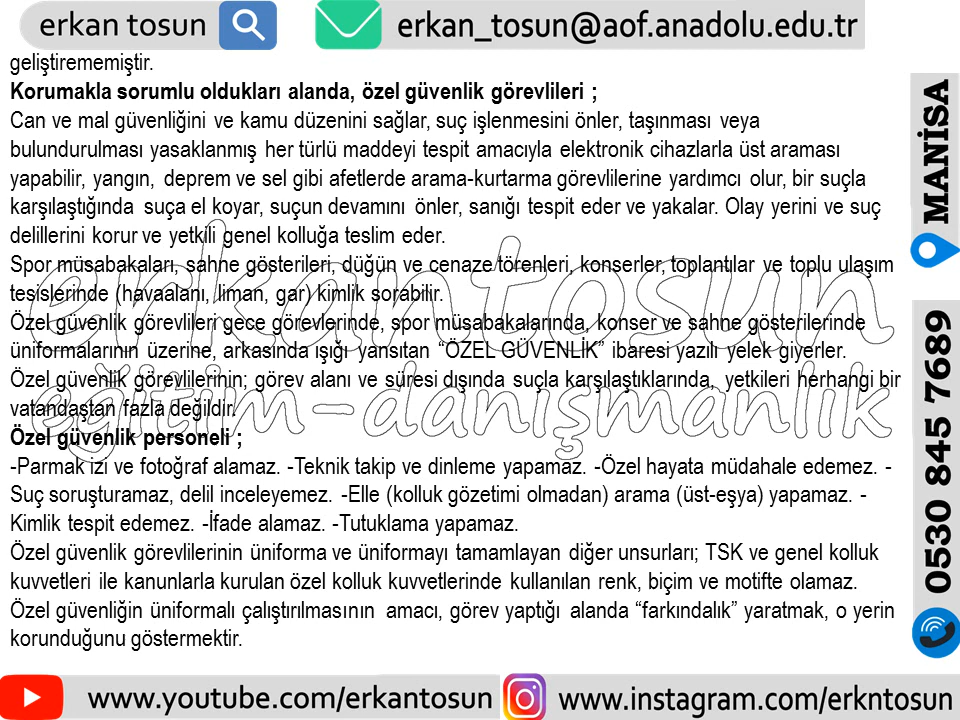 erkan tosun
erkan_tosun@aof.anadolu.edu.tr
geliştirememiştir.
Korumakla sorumlu oldukları alanda, özel güvenlik görevlileri ;
Can ve mal güvenliğini ve kamu düzenini sağlar, suç işlenmesini önler, taşınması veya
bulundurulması yasaklanmış her türlü maddeyi tespit amacıyla elektronik cihazlarla üst araması
yapabilir, yangın, deprem ve sel gibi afetlerde arama-kurtarma görevlilerine yardımcı olur, bir suçla
karşılaştığında suça el koyar, suçun devamını önler, sanığı tespit eder ve yakalar. Olay yerini ve suç
delillerini korur ve yetkili genel kolluğa teslim eder.
Spor müsabakaları, sahne gösterileri, düğün ve cenaze törenleri, konserler, toplantılar ve toplu ulaşım
tesislerinde (havaalanı, liman, gar) kimlik sorabilir.
Özel güvenlik görevlileri gece görevlerinde, spor müsabakalarında, konser ve sahne gösterilerinde
üniformalarının üzerine, arkasında ışığı yansıtan “ÖZEL GÜVENLİK” ibaresi yazılı yelek giyerler.
Özel güvenlik görevlilerinin; görev alanı ve süresi dışında suçla karşılaştıklarında, yetkileri herhangi bir
vatandaştan fazla değildir.
Özel güvenlik personeli ;
-Parmak izi ve fotoğraf alamaz. -Teknik takip ve dinleme yapamaz. -Özel hayata müdahale edemez. -
Suç soruşturamaz, delil inceleyemez. -Elle (kolluk gözetimi olmadan) arama (üst-eşya) yapamaz. -
Kimlik tespit edemez. -İfade alamaz. -Tutuklama yapamaz.
Özel güvenlik görevlilerinin üniforma ve üniformayı tamamlayan diğer unsurları; TSK ve genel kolluk
kuvvetleri ile kanunlarla kurulan özel kolluk kuvvetlerinde kullanılan renk, biçim ve motifte olamaz.
Özel güvenliğin üniformalı çalıştırılmasının amacı, görev yaptığı alanda “farkındalık” yaratmak, o yerin
korunduğunu göstermektir.
erkantosun
eğitim-danışmanlık
MANİSA
0530 845 7689
www.youtube.com/erkantosun
www.instagram.com/erkntosun